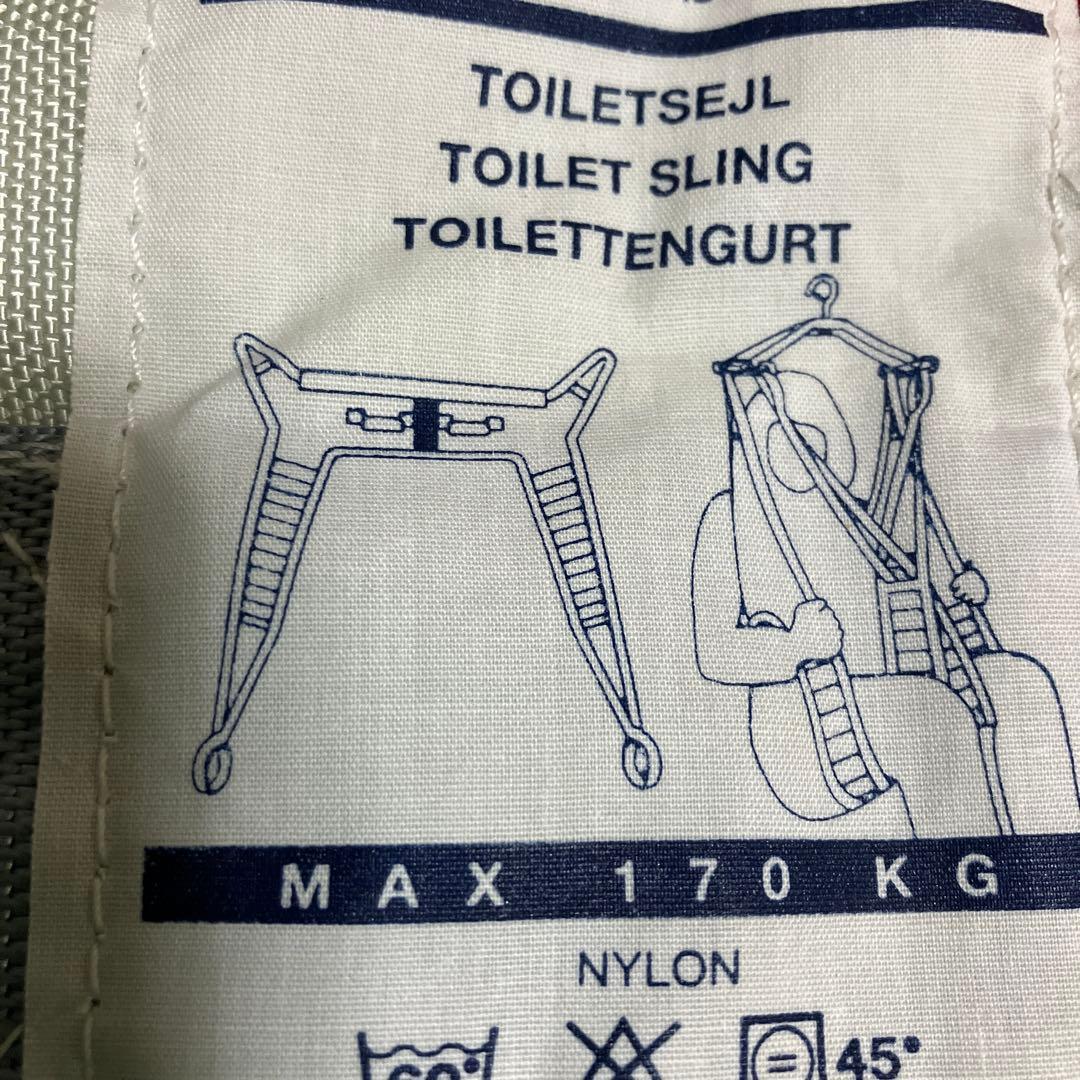 TOILETSEJL
TOILET SLING
TOILETTENGURT
MAX 170 KG
NYLON
45°